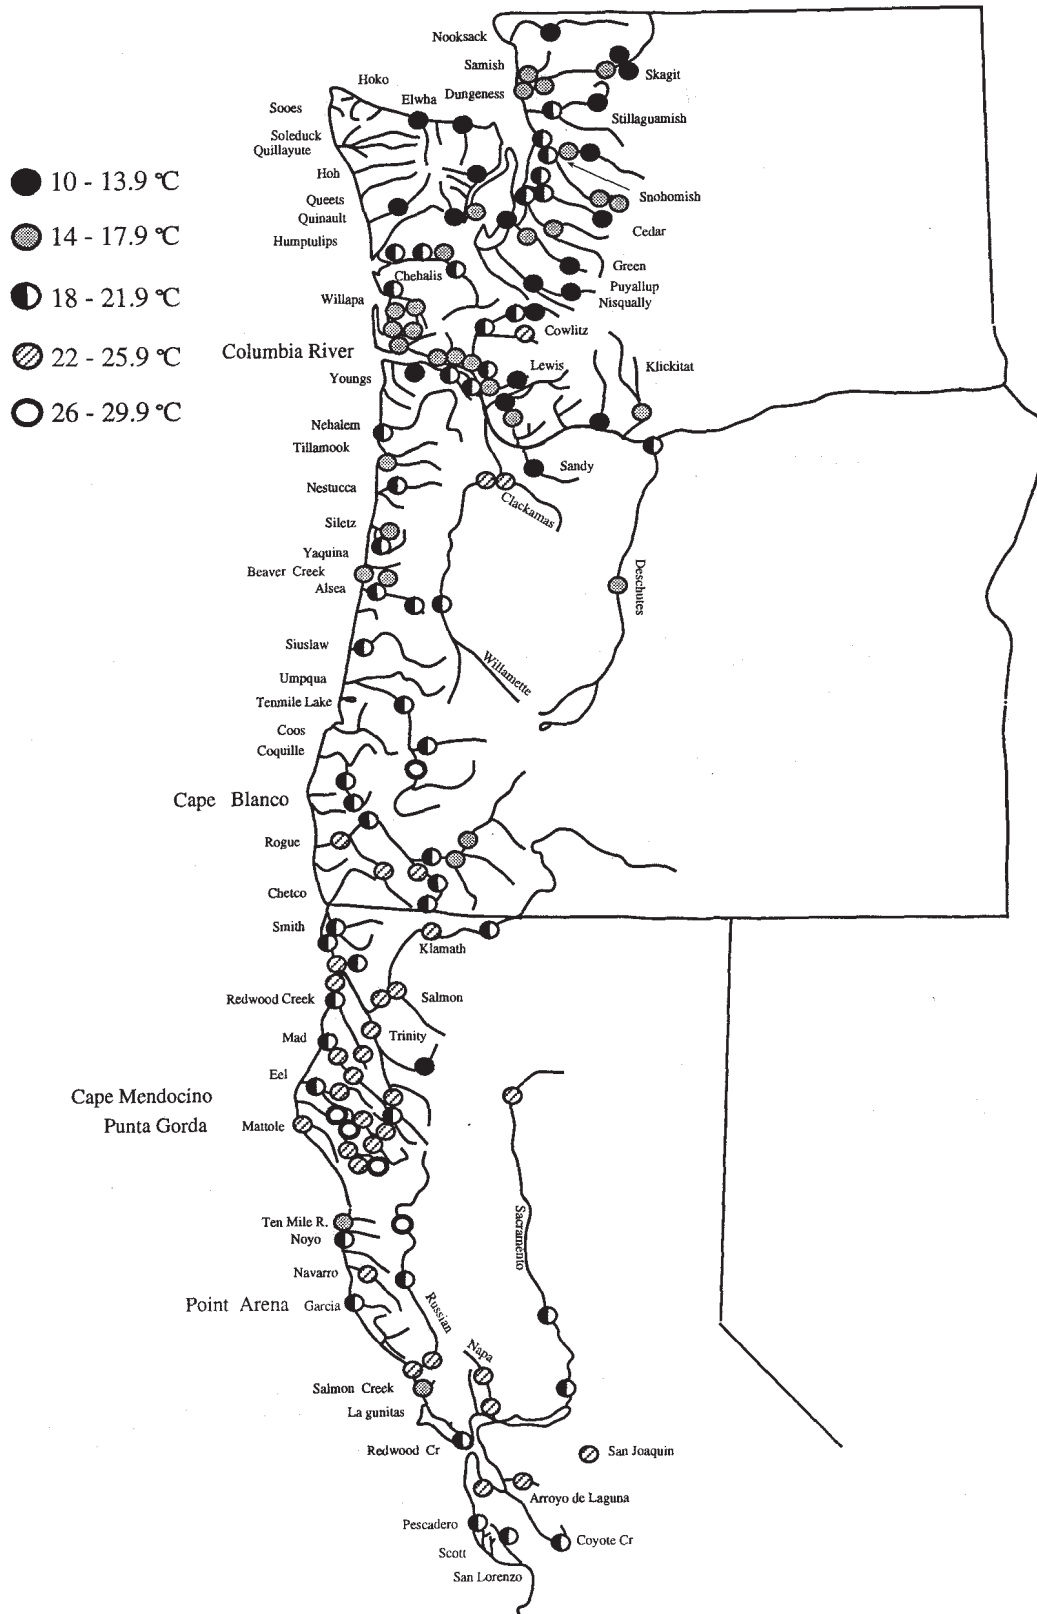 Nooksack
Samish
Skagit
Hoko
Elwha
Dungeness
Sooes
Stillaguamish
Soleduck
Quillayute
Hoh
10 - 13.9 °C
Snohomish
Queets
Quinault
Cedar
14 - 17.9 °C
Humptulips
Chehalis
Green
Puyallup
Nisqually
18 - 21.9 °C
Willapa
Cowlitz
Columbia River
22 - 25.9 °C
Lewis
Klickitat
Youngs
26 - 29.9 °C
Nehalem
Tillamook
Sandy
Nestucca
Clackamas
Siletz
Yaquina
Beaver Creek
Deschutes
Alsea
Siuslaw
Willamette
Umpqua
Tenmile Lake
Coos
Coquille
Cape Blanco
Rogue
Chetco
Smith
Klamath
Redwood Creek
Salmon
Mad
Trinity
Eel
Cape Mendocino
Punta Gorda
Mattole
Ten Mile R.
Noyo
Sacramento
Navarro
Point Arena
Garcia
Russian
Napa
Salmon Creek
La gunitas
Redwood Cr
San Joaquin
Arroyo de Laguna
Pescadero
Coyote Cr
Scott
San Lorenzo